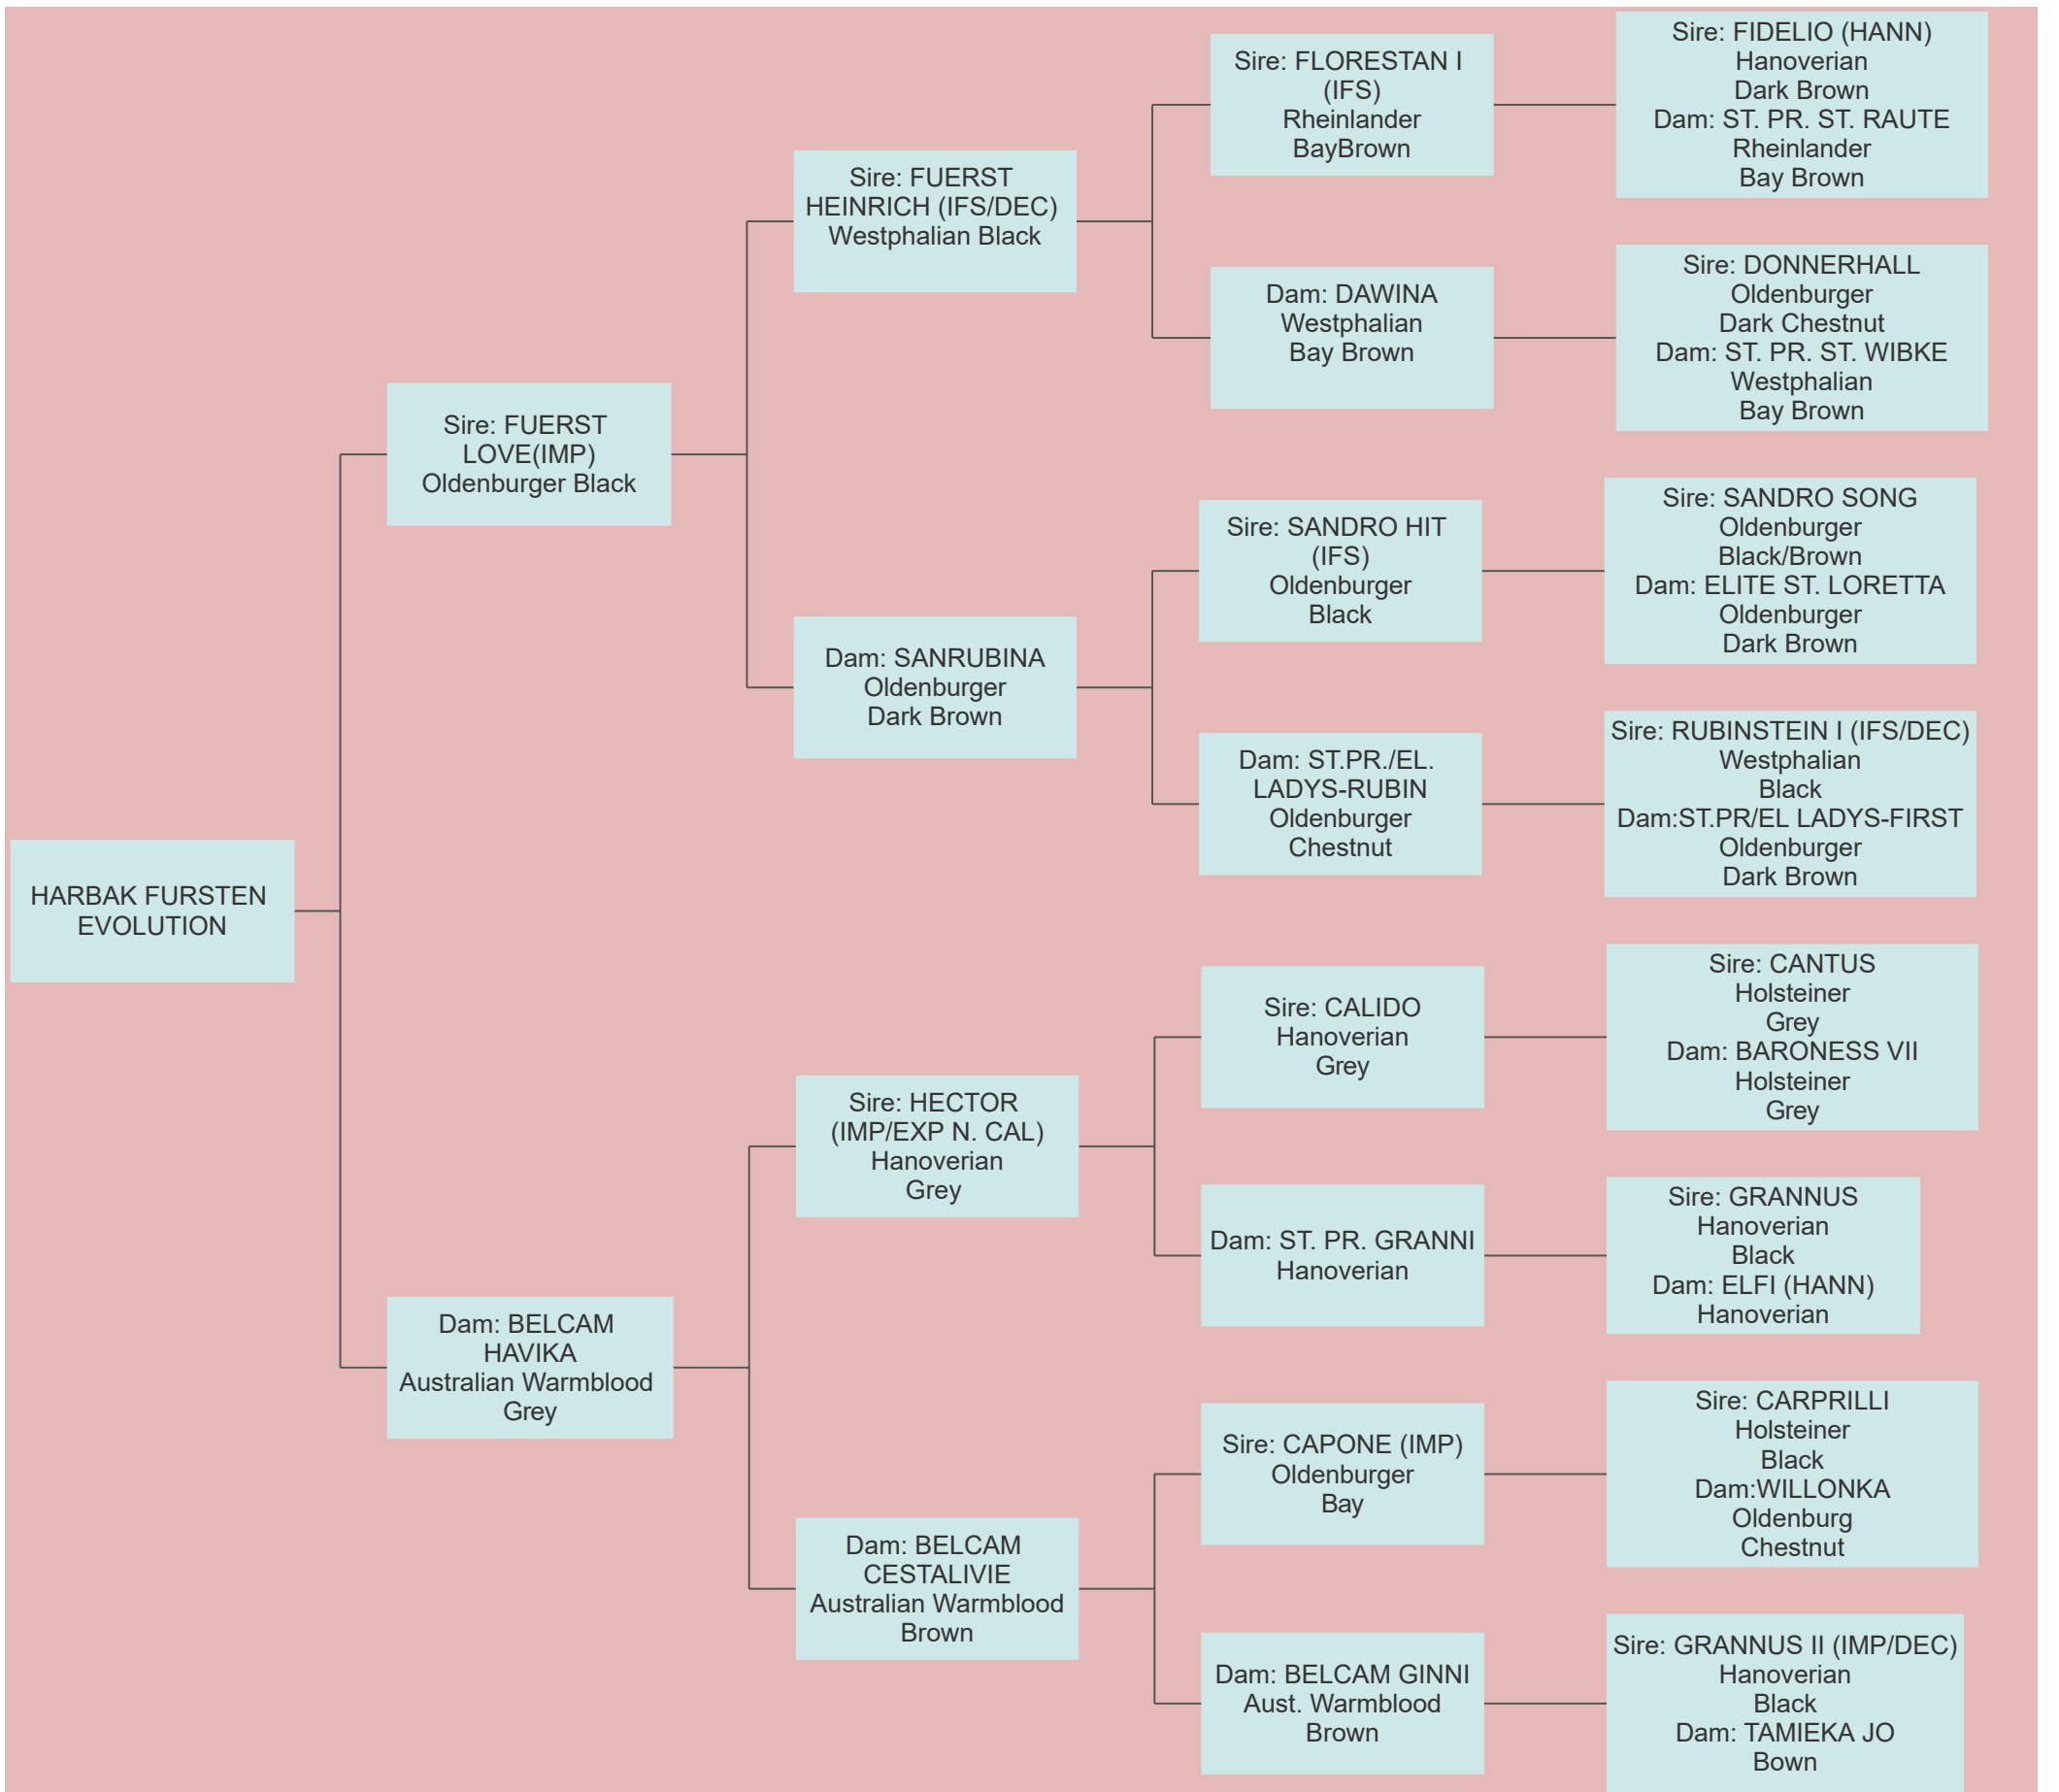 HARBAK FURSTEN
EVOLUTION
Sire: FUERST
LOVE(IMP)
Oldenburger Black
Dam: BELCAM
HAVIKA
Australian Warmblood
Grey
Sire: FUERST
HEINRICH (IFS/DEC)
Westphalian Black
Dam: SANRUBINA
Oldenburger
Dark Brown
Sire: HECTOR
(IMP/EXP N. CAL)
Hanoverian
Grey
Dam: BELCAM
CESTALIVIE
Australian Warmblood
Brown
Sire: FLORESTAN I
(IFS)
Rheinlander
BayBrown
Dam: DAWINA
Westphalian
Bay Brown
Sire: SANDRO HIT
(IFS)
Oldenburger
Black
Dam: ST.PR./EL.
LADYS-RUBIN
Oldenburger
Chestnut
Sire: CALIDO
Hanoverian
Grey
Dam: ST. PR. GRANNI
Hanoverian
Sire: CAPONE (IMP)
Oldenburger
Bay
Dam: BELCAM GINNI
Aust. Warmblood
Brown
Sire: FIDELIO (HANN)
Hanoverian
Dark Brown
Dam: ST. PR. ST. RAUTE
Rheinlander
Bay Brown
Sire: DONNERHALL
Oldenburger
Dark Chestnut
Dam: ST. PR. ST. WIBKE
Westphalian
Bay Brown
Sire: SANDRO SONG
Oldenburger
Black/Brown
Dam: ELITE ST. LORETTA
Oldenburger
Dark Brown
Sire: RUBINSTEIN I (IFS/DEC)
Westphalian
Black
Dam:ST.PR/EL LADYS-FIRST
Oldenburger
Dark Brown
Sire: CANTUS
Holsteiner
Grey
Dam: BARONESS VII
Holsteiner
Grey
Sire: GRANNUS
Hanoverian
Black
Dam: ELFI (HANN)
Hanoverian
Sire: CARPRILLI
Holsteiner
Black
Dam:WILLONKA
Oldenburg
Chestnut
Sire: GRANNUS II (IMP/DEC)
Hanoverian
Black
Dam: TAMIEKA JO
Bown